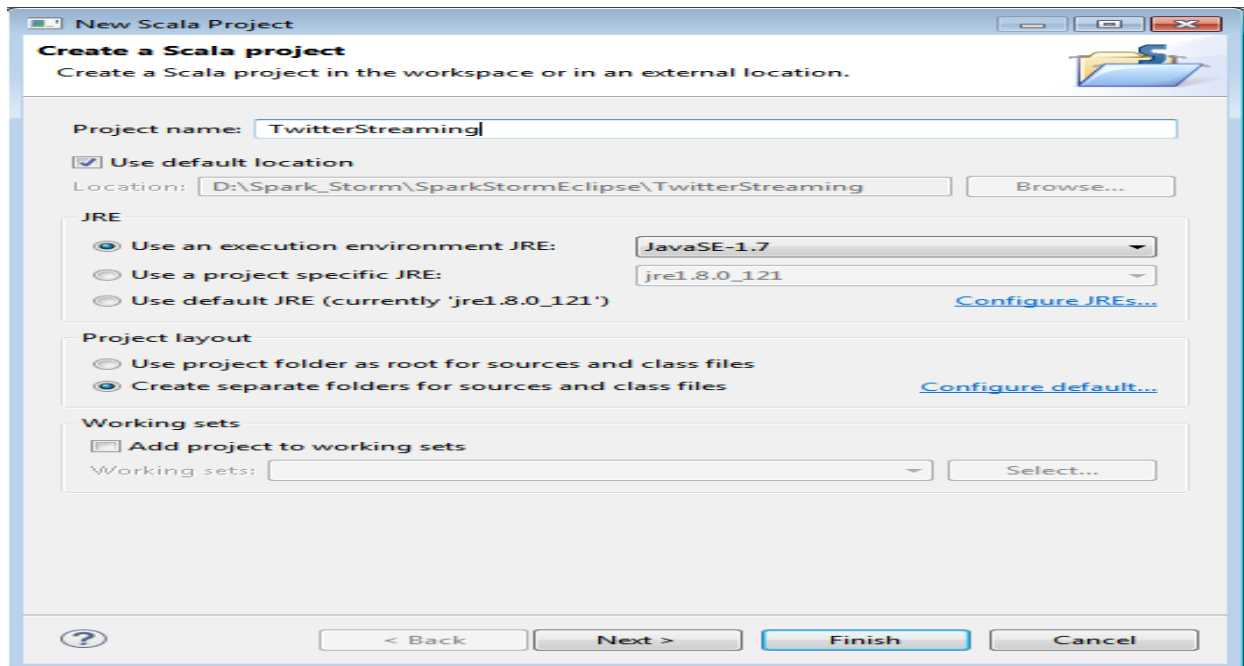 New Scala Project
Create a Scala project
Create a Scala project in the workspace or in an external location.
Project name: TwitterStreaming
Use default location
Location: D:\Spark_Storm\SparkStormEclipse\TwitterStreaming Browse...
JRE
Use an execution environment JRE: JavaSE-1.7
Use a project specific JRE: jre1.8.0_121
Use default JRE (currently 'jre1.8.0_121') Configure JREs...
Project layout
Use project folder as root for sources and class files
Create separate folders for sources and class files Configure default...
Working sets
Add project to working sets
Working sets: Select...
? < Back Next > Finish Cancel